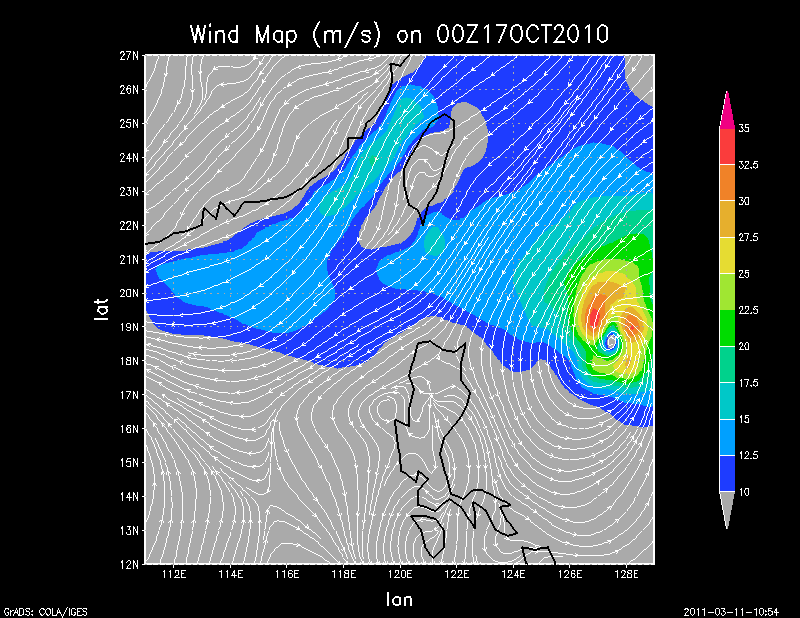 Wind Map (m/s) on 00Z17OCT2010
27N
26N
25N
24N
23N
22N
21N
20N
19N
18N
17N
16N
15N
14N
13N
12N
lat
112E 114E 116E 118E 120E 122E 124E 126E 128E
lon
35
32.5
30
27.5
25
22.5
20
17.5
15
12.5
10
GrADS: COLA/IGES
2011-03-11-10:54